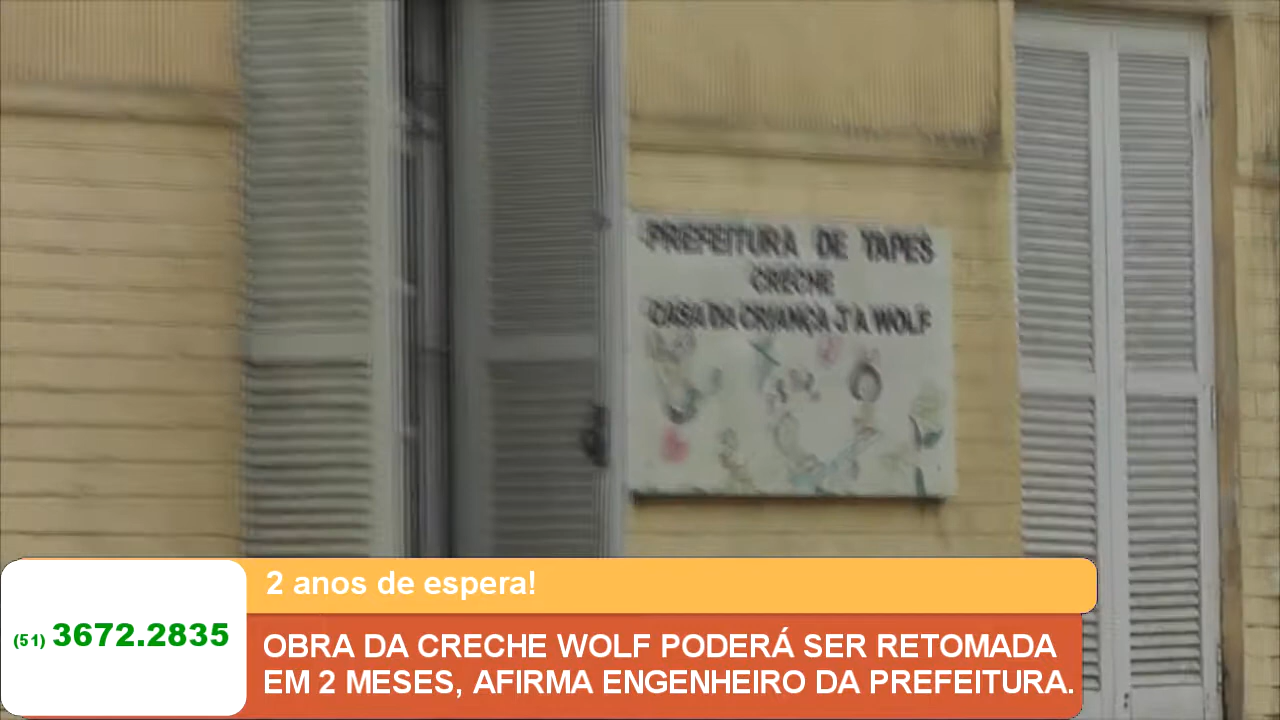 PREFEITURA DE TAPES
CRECHE
CASA DA CRIANÇA J A WOLF
2 anos de espera!
(51) 3672.2835
OBRA DA CRECHE WOLF PODERÁ SER RETOMADA
EM 2 MESES, AFIRMA ENGENHEIRO DA PREFEITURA.